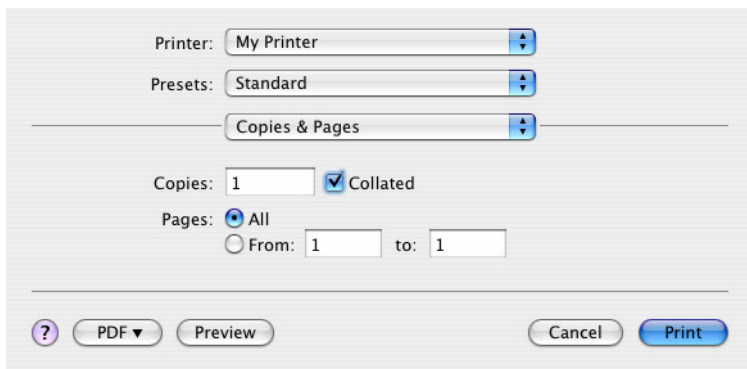 Printer: My Printer
Presets: Standard
Copies & Pages
Copies: 1 Collated
Pages: All
From: 1 to: 1
? PDF▼ Preview Cancel Print